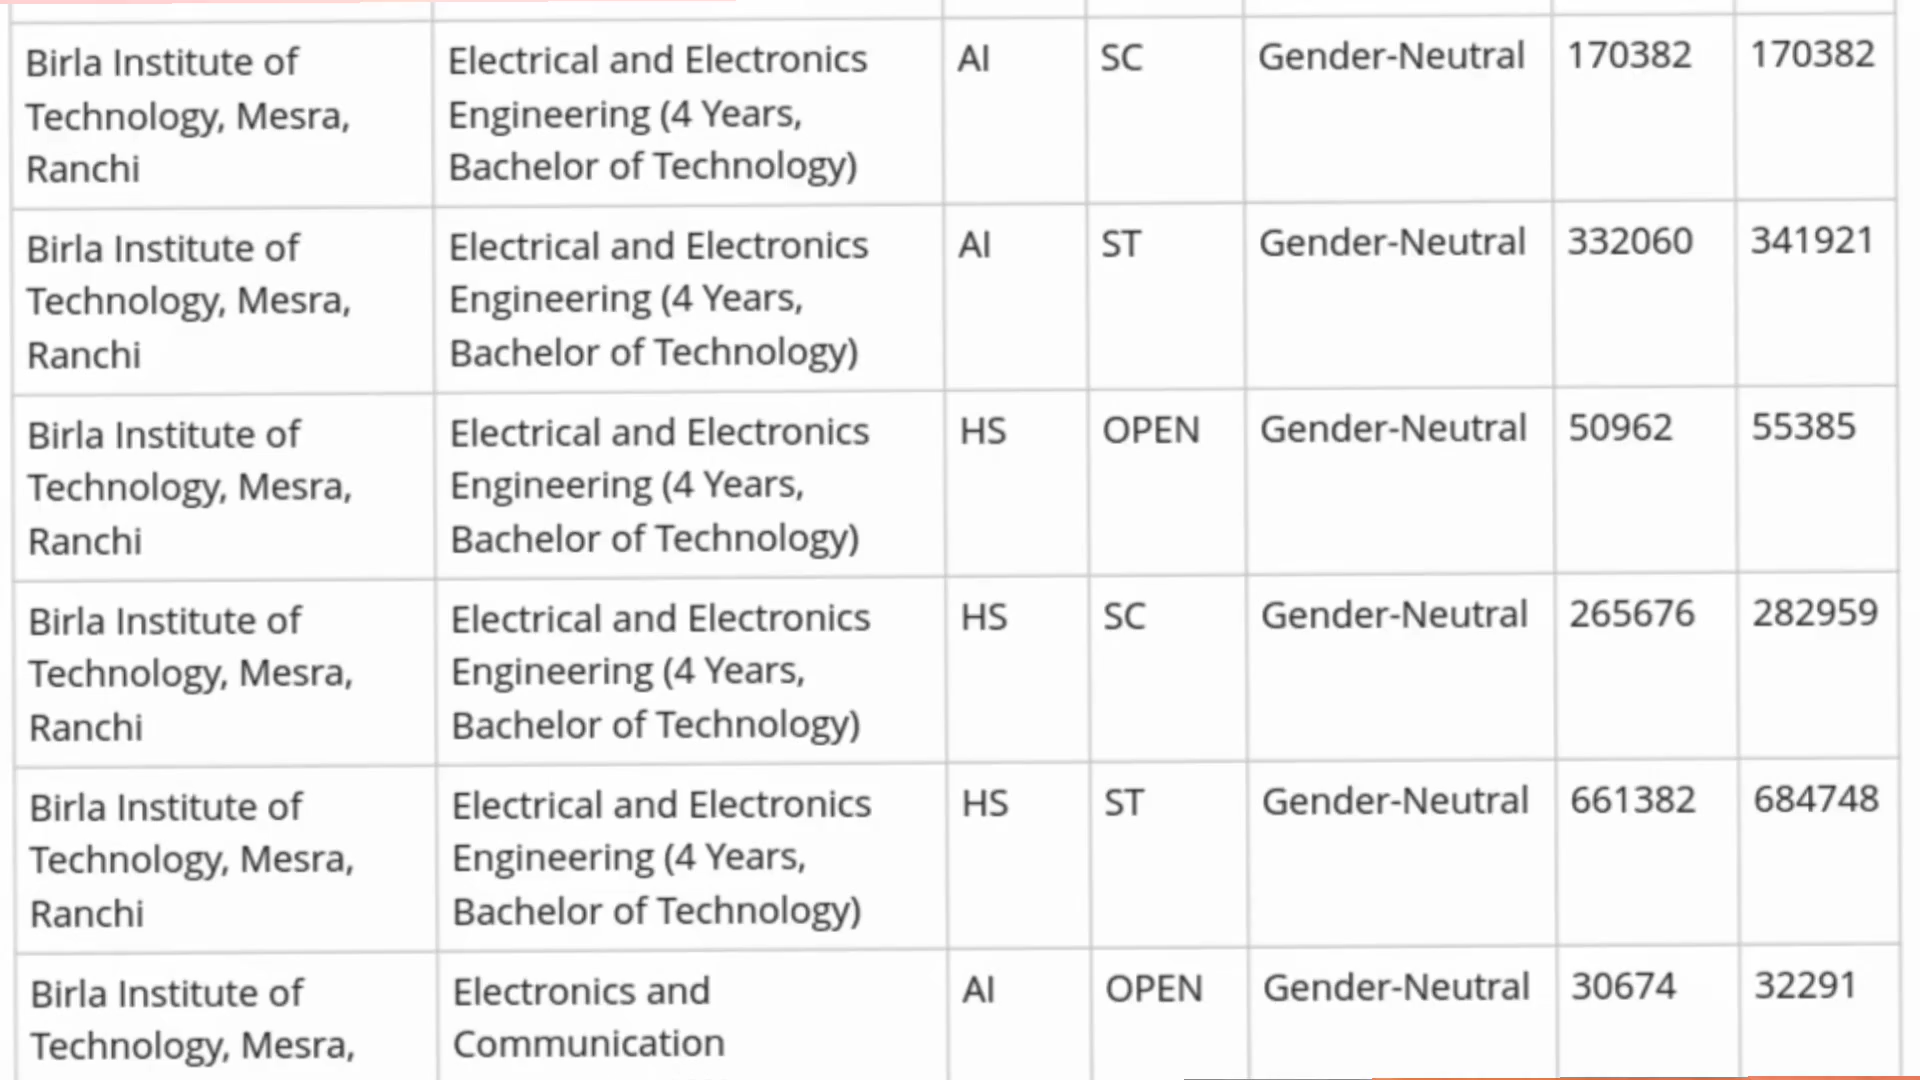 Birla Institute of Technology, Mesra, Ranchi Electrical and Electronics Engineering (4 Years, Bachelor of Technology) AI SC Gender-Neutral 170382 170382
Birla Institute of Technology, Mesra, Ranchi Electrical and Electronics Engineering (4 Years, Bachelor of Technology) AI ST Gender-Neutral 332060 341921
Birla Institute of Technology, Mesra, Ranchi Electrical and Electronics Engineering (4 Years, Bachelor of Technology) HS OPEN Gender-Neutral 50962 55385
Birla Institute of Technology, Mesra, Ranchi Electrical and Electronics Engineering (4 Years, Bachelor of Technology) HS SC Gender-Neutral 265676 282959
Birla Institute of Technology, Mesra, Ranchi Electrical and Electronics Engineering (4 Years, Bachelor of Technology) HS ST Gender-Neutral 661382 684748
Birla Institute of Technology, Mesra, Electronics and Communication AI OPEN Gender-Neutral 30674 32291